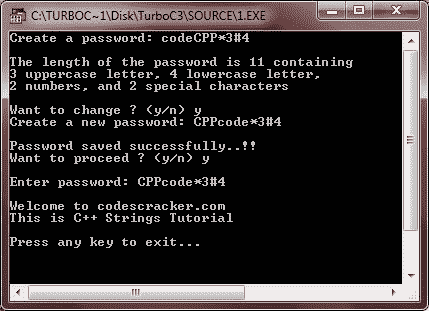 C:\TURBOC~1\Disk\TurboC3\SOURCE\1.EXE
Create a password: codeCPP*3#4
The length of the password is 11 containing
3 uppercase letter, 4 lowercase letter,
2 numbers, and 2 special characters
Want to change ? (y/n) y
Create a new password: CPPcode*3#4
Password saved successfully..!!
Want to proceed ? (y/n) y
Enter password: CPPcode*3#4
Welcome to codescracker.com
This is C++ Strings Tutorial
Press any key to exit...